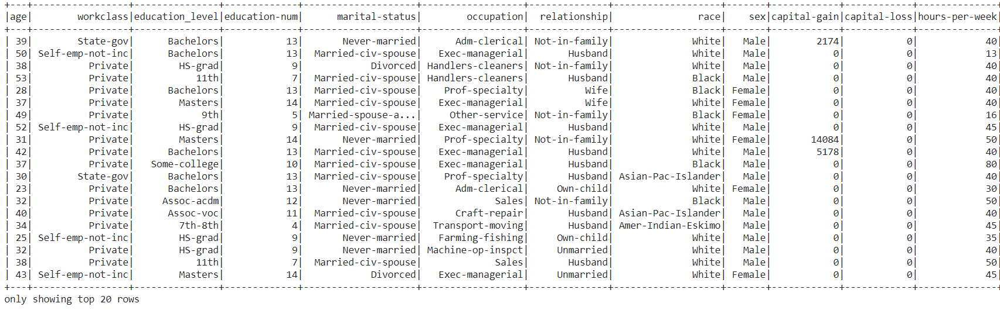 +---+----------------+---------------+-------------+--------------------+-----------------+--------------+------------------+-------+------------+------------+--------------+
|age|       workclass|education_level|education-num|      marital-status|       occupation|  relationship|              race|    sex|capital-gain|capital-loss|hours-per-week|
+---+----------------+---------------+-------------+--------------------+-----------------+--------------+------------------+-------+------------+------------+--------------+
| 39|       State-gov|      Bachelors|           13|       Never-married|     Adm-clerical| Not-in-family|             White|   Male|        2174|           0|            40|
| 50|Self-emp-not-inc|      Bachelors|           13|  Married-civ-spouse|  Exec-managerial|       Husband|             White|   Male|           0|           0|            13|
| 38|         Private|        HS-grad|            9|            Divorced|Handlers-cleaners| Not-in-family|             White|   Male|           0|           0|            40|
| 53|         Private|           11th|            7|  Married-civ-spouse|Handlers-cleaners|       Husband|             Black|   Male|           0|           0|            40|
| 28|         Private|      Bachelors|           13|  Married-civ-spouse|   Prof-specialty|          Wife|             Black| Female|           0|           0|            40|
| 37|         Private|        Masters|           14|  Married-civ-spouse|  Exec-managerial|          Wife|             White| Female|           0|           0|            40|
| 49|         Private|            9th|            5|Married-spouse-a...|    Other-service| Not-in-family|             Black| Female|           0|           0|            16|
| 52|Self-emp-not-inc|        HS-grad|            9|  Married-civ-spouse|  Exec-managerial|       Husband|             White|   Male|           0|           0|            45|
| 31|         Private|        Masters|           14|       Never-married|   Prof-specialty| Not-in-family|             White| Female|       14084|           0|            50|
| 42|         Private|      Bachelors|           13|  Married-civ-spouse|  Exec-managerial|       Husband|             White|   Male|        5178|           0|            40|
| 37|         Private|   Some-college|           10|  Married-civ-spouse|  Exec-managerial|       Husband|             Black|   Male|           0|           0|            80|
| 30|       State-gov|      Bachelors|           13|  Married-civ-spouse|   Prof-specialty|       Husband|Asian-Pac-Islander|   Male|           0|           0|            40|
| 23|         Private|      Bachelors|           13|       Never-married|     Adm-clerical|     Own-child|             White| Female|           0|           0|            30|
| 32|         Private|     Assoc-acdm|           12|       Never-married|            Sales| Not-in-family|             Black|   Male|           0|           0|            50|
| 40|         Private|      Assoc-voc|           11|  Married-civ-spouse|     Craft-repair|       Husband|Asian-Pac-Islander|   Male|           0|           0|            40|
| 34|         Private|        7th-8th|            4|  Married-civ-spouse| Transport-moving|       Husband|Amer-Indian-Eskimo|   Male|           0|           0|            45|
| 25|Self-emp-not-inc|        HS-grad|            9|       Never-married|  Farming-fishing|     Own-child|             White|   Male|           0|           0|            35|
| 32|         Private|        HS-grad|            9|       Never-married|Machine-op-inspct|     Unmarried|             White|   Male|           0|           0|            40|
| 38|         Private|           11th|            7|  Married-civ-spouse|            Sales|       Husband|             White|   Male|           0|           0|            50|
| 43|Self-emp-not-inc|        Masters|           14|            Divorced|  Exec-managerial|     Unmarried|             White| Female|           0|           0|            45|
+---+----------------+---------------+-------------+--------------------+-----------------+--------------+------------------+-------+------------+------------+--------------+
only showing top 20 rows